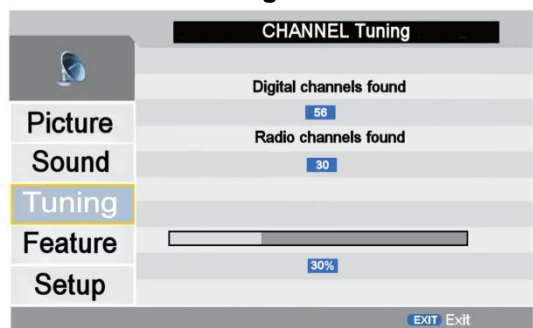 CHANNEL Tuning
Digital channels found
56
Radio channels found
30
Picture
Sound
Tuning
Feature
Setup
30%
EXIT Exit